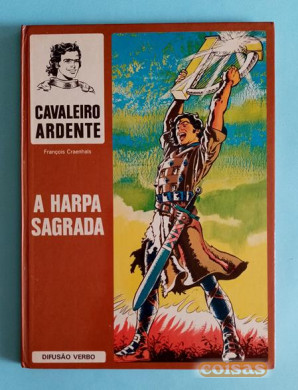 CAVALEIRO
ARDENTE
François Craenhals
A HARPA
SAGRADA
DIFUSÃO VERBO
coisas